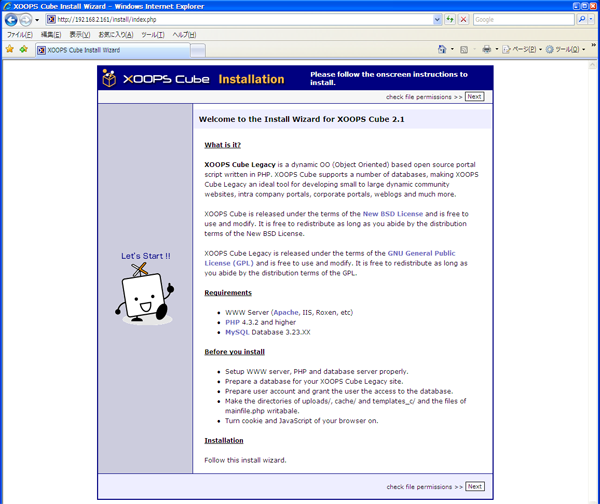 XOOPS Cube Install Wizard - Windows Internet Explorer
http://192.168.2.161/install/index.php
Google
ファイル(F) 編集(E) 表示(V) お気に入り(A) ツール(T) ヘルプ(H)
XOOPS Cube Install Wizard
ページ(P) ツール(O)
XOOPS Cube Installation
Please follow the onscreen instructions to
install.
check file permissions >> Next
Welcome to the Install Wizard for XOOPS Cube 2.1
What is it?
XOOPS Cube Legacy is a dynamic OO (Object Oriented) based open source portal
script written in PHP. XOOPS Cube supports a number of databases, making XOOPS
Cube Legacy an ideal tool for developing small to large dynamic community
websites, intra company portals, corporate portals, weblogs and much more.
XOOPS Cube is released under the terms of the New BSD License and is free to
use and modify. It is free to redistribute as long as you abide by the distribution
terms of the New BSD License.
XOOPS Cube Legacy is released under the terms of the GNU General Public
License (GPL) and is free to use and modify. It is free to redistribute as long as
you abide by the distribution terms of the GPL.
Let's Start !!
Requirements
WWW Server (Apache, IIS, Roxen, etc)
PHP 4.3.2 and higher
MySQL Database 3.23.XX
Before you install
Setup WWW server, PHP and database server properly.
Prepare a database for your XOOPS Cube Legacy site.
Prepare user account and grant the user the access to the database.
Make the directories of uploads/, cache/ and templates_c/ and the files of
mainfile.php writabale.
Turn cookie and JavaScript of your browser on.
Installation
Follow this install wizard.
check file permissions >> Next